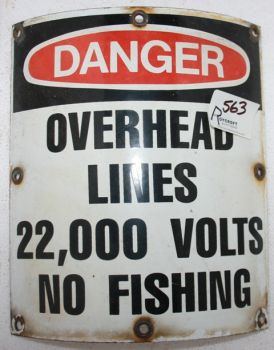 DANGER
563
OVERHEAD
LINES
22,000 VOLTS
NO FISHING